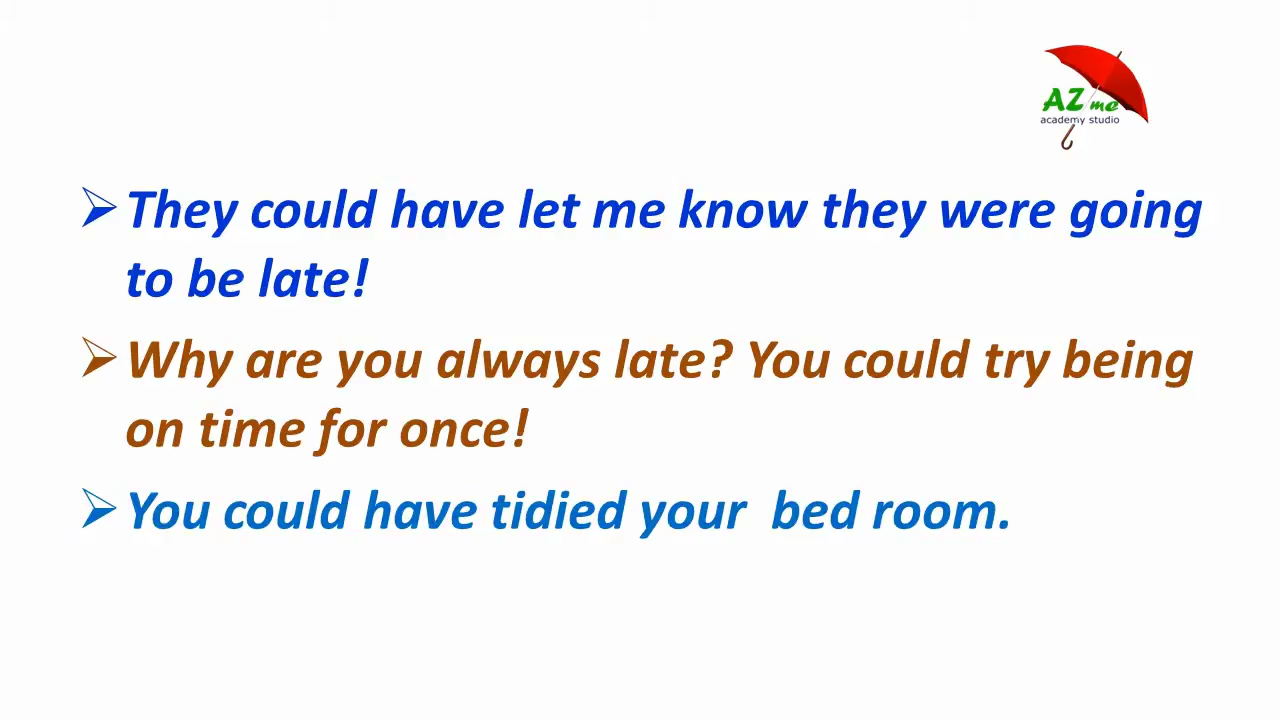 AZ me
academy studio
They could have let me know they were going
to be late!
Why are you always late? You could try being
on time for once!
You could have tidied your  bed room.